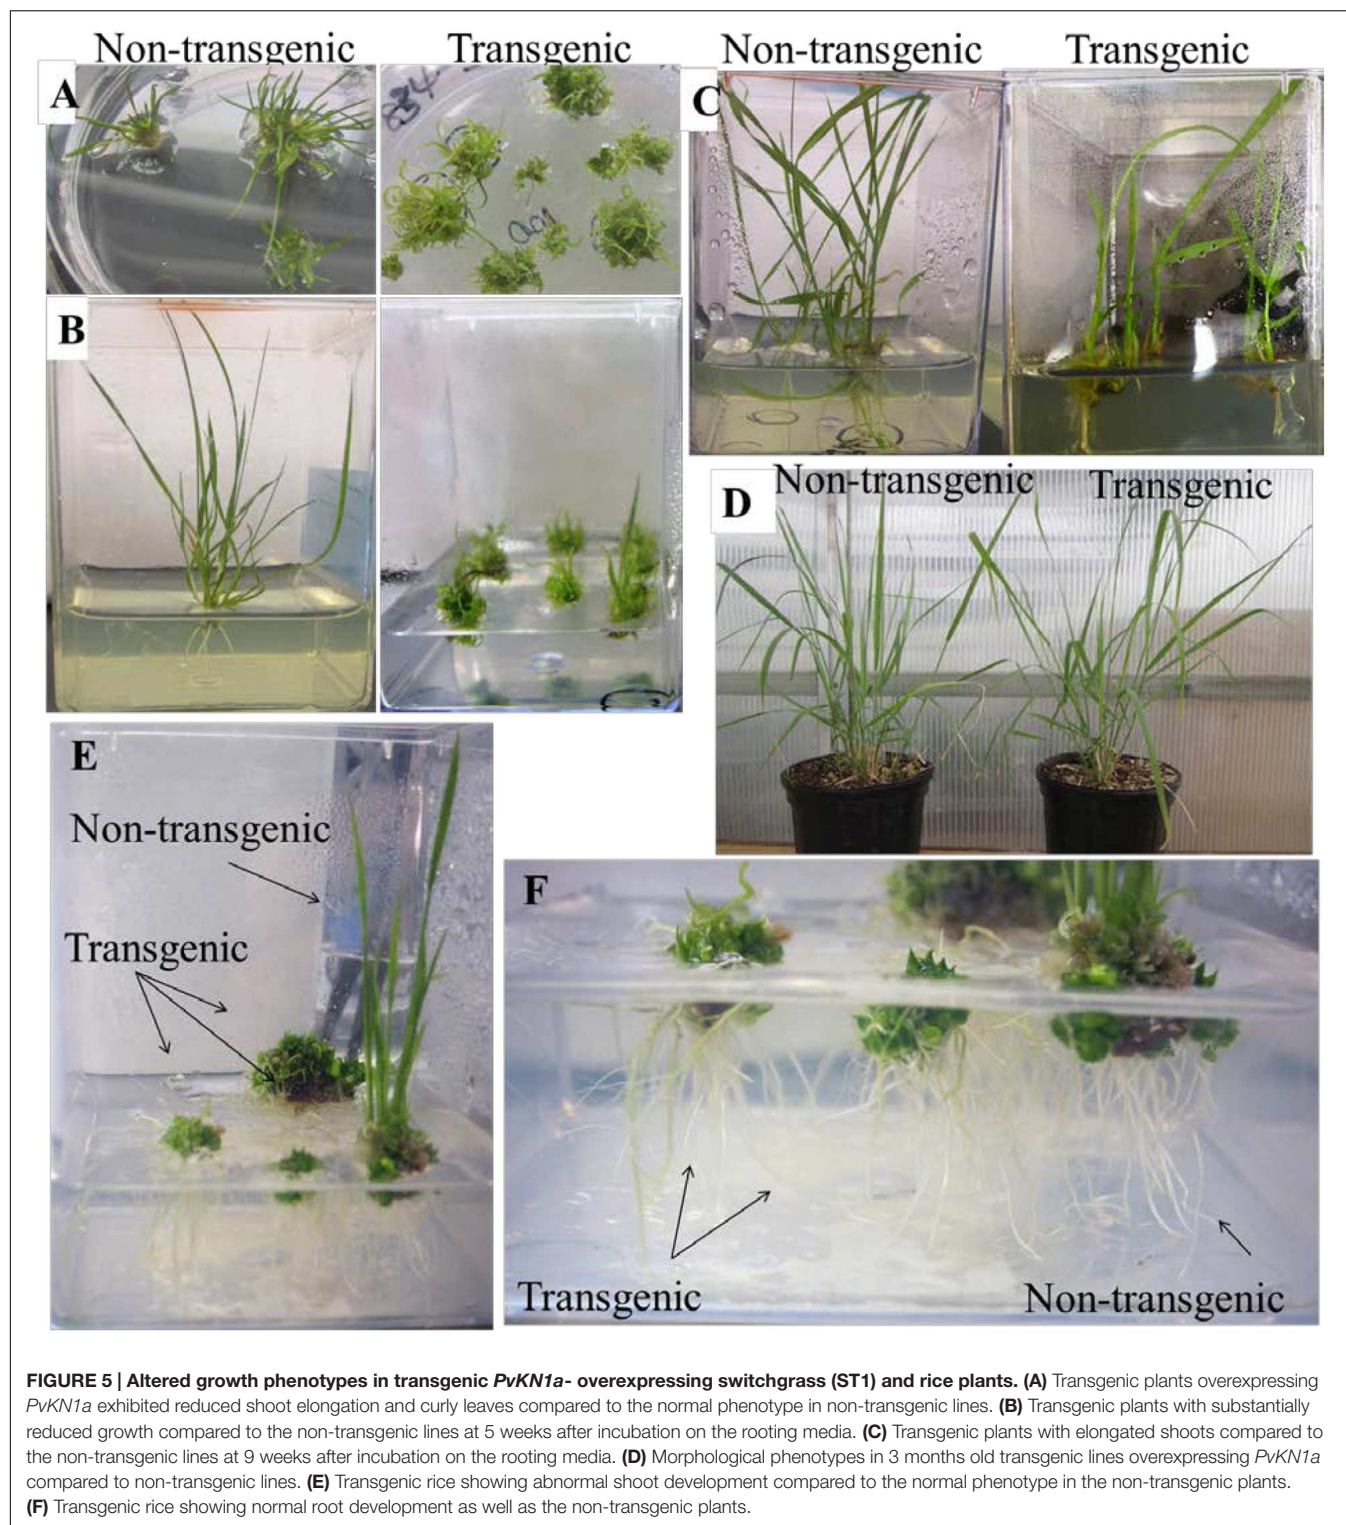 Non-transgenic Transgenic
A
B
Non-transgenic Transgenic
C
Non-transgenic Transgenic
D
E
Non-transgenic
Transgenic
F
Transgenic
Non-transgenic
FIGURE 5 | Altered growth phenotypes in transgenic PvKN1a- overexpressing switchgrass (ST1) and rice plants. (A) Transgenic plants overexpressing
PvKN1a exhibited reduced shoot elongation and curly leaves compared to the normal phenotype in non-transgenic lines. (B) Transgenic plants with substantially
reduced growth compared to the non-transgenic lines at 5 weeks after incubation on the rooting media. (C) Transgenic plants with elongated shoots compared to
the non-transgenic lines at 9 weeks after incubation on the rooting media. (D) Morphological phenotypes in 3 months old transgenic lines overexpressing PvKN1a
compared to non-transgenic lines. (E) Transgenic rice showing abnormal shoot development compared to the normal phenotype in the non-transgenic plants.
(F) Transgenic rice showing normal root development as well as the non-transgenic plants.